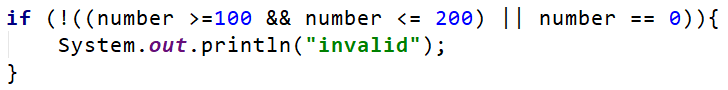 if (!((number >=100 && number <= 200) || number == 0)){
    System.out.println("invalid");
}